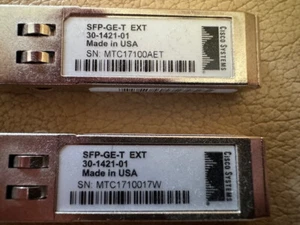 SFP-GE-T EXT
30-1421-01
Made in USA
SN: MTC17100AET
CISCO SYSTEMS
SFP-GE-T EXT
30-1421-01
Made in USA
SN: MTC1710017W
CISCO SYSTEMS